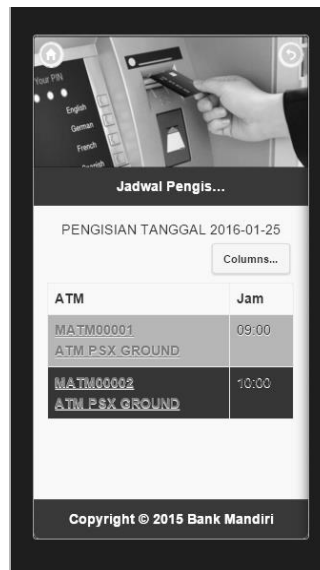 Your PIN
English
German
French
Spanish
Jadwal Pengis...
PENGISIAN TANGGAL 2016-01-25
Columns...
ATM Jam
MATM00001 09:00
ATM PSX GROUND
MATM00002 10:00
ATM PSX GROUND
Copyright © 2015 Bank Mandiri